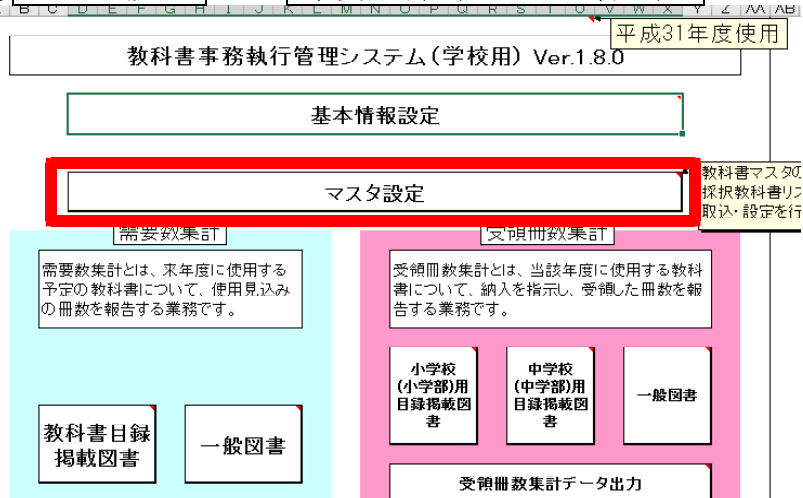 B C D E F G H I J K L M N O P Q R S T U V W X Y Z AA AB
平成31年度使用
教科書事務執行管理システム(学校用) Ver.1.8.0
基本情報設定
教科書マスタの
採択教科書リス
取込・設定を行
マスタ設定
需要数集計
受領冊数集計
需要数集計とは、来年度に使用する
予定の教科書について、使用見込み
の冊数を報告する業務です。
受領冊数集計とは、当該年度に使用する教科
書について、納入を指示し、受領した冊数を報
告する業務です。
小学校
(小学部)用
目録掲載図
書
中学校
(中学部)用
目録掲載図
書
一般図書
教科書目録
掲載図書
一般図書
受領冊数集計データ出力